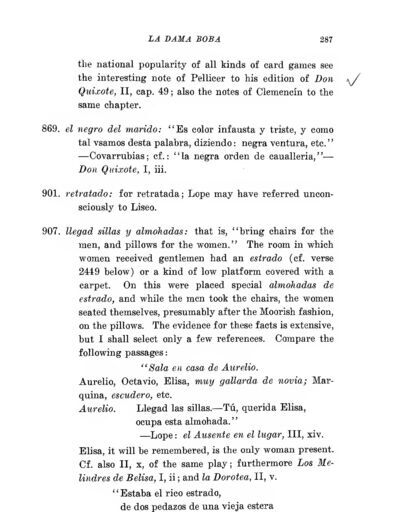 LA DAMA BOBA 287
the national popularity of all kinds of card games see
the interesting note of Pellicer to his edition of Don
Quixote, II, cap. 49; also the notes of Clemencín to the
same chapter.
869. el negro del marido: "Es color infausta y triste, y como
tal vsamos desta palabra, diziendo: negra ventura, etc."
—Covarrubias; cf.: "la negra orden de caualleria,"—
Don Quixote, I, iii.
901. retratado: for retratada; Lope may have referred uncon-
sciously to Liseo.
907. llegad sillas y almohadas: that is, "bring chairs for the
men, and pillows for the women." The room in which
women received gentlemen had an estrado (cf. verse
2449 below) or a kind of low platform covered with a
carpet. On this were placed special almohadas de
estrado, and while the men took the chairs, the women
seated themselves, presumably after the Moorish fashion,
on the pillows. The evidence for these facts is extensive,
but I shall select only a few references. Compare the
following passages:
"Sala en casa de Aurelio.
Aurelio, Octavio, Elisa, muy gallarda de novia; Mar-
quina, escudero, etc.
Aurelio. Llegad las sillas.—Tú, querida Elisa,
ocupa esta almohada."
—Lope: el Ausente en el lugar, III, xiv.
Elisa, it will be remembered, is the only woman present.
Cf. also II, x, of the same play; furthermore Los Me-
lindres de Belisa, I, ii; and la Dorotea, II, v.
"Estaba el rico estrado,
de dos pedazos de una vieja estera